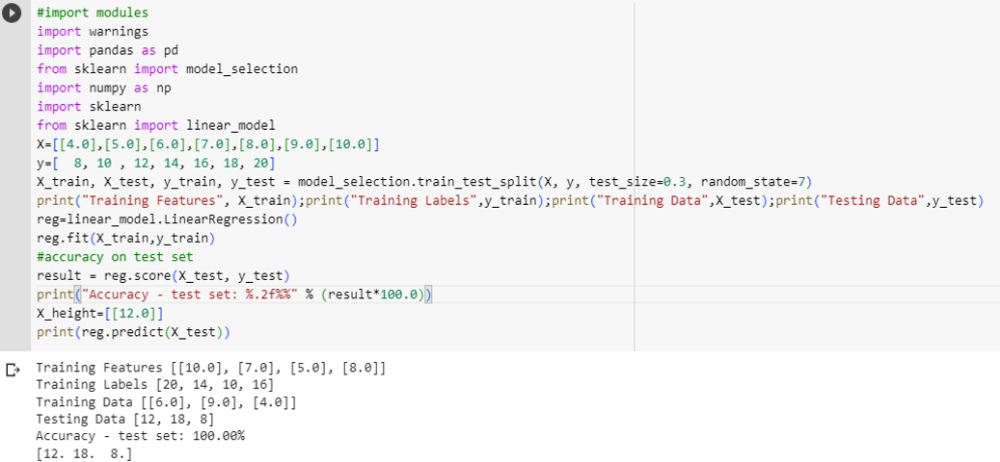 #import modules
import warnings
import pandas as pd
from sklearn import model_selection
import numpy as np
import sklearn
from sklearn import linear_model
X=[[4.0],[5.0],[6.0],[7.0],[8.0],[9.0],[10.0]]
y=[  8, 10 , 12, 14, 16, 18, 20]
X_train, X_test, y_train, y_test = model_selection.train_test_split(X, y, test_size=0.3, random_state=7)
print("Training Features", X_train);print("Training Labels",y_train);print("Training Data",X_test);print("Testing Data",y_test)
reg=linear_model.LinearRegression()
reg.fit(X_train,y_train)
#accuracy on test set
result = reg.score(X_test, y_test)
print("Accuracy - test set: %.2f%%" % (result*100.0))
X_height=[[12.0]]
print(reg.predict(X_test))
Training Features [[10.0], [7.0], [5.0], [8.0]]
Training Labels [20, 14, 10, 16]
Training Data [[6.0], [9.0], [4.0]]
Testing Data [12, 18, 8]
Accuracy - test set: 100.00%
[12. 18.  8.]